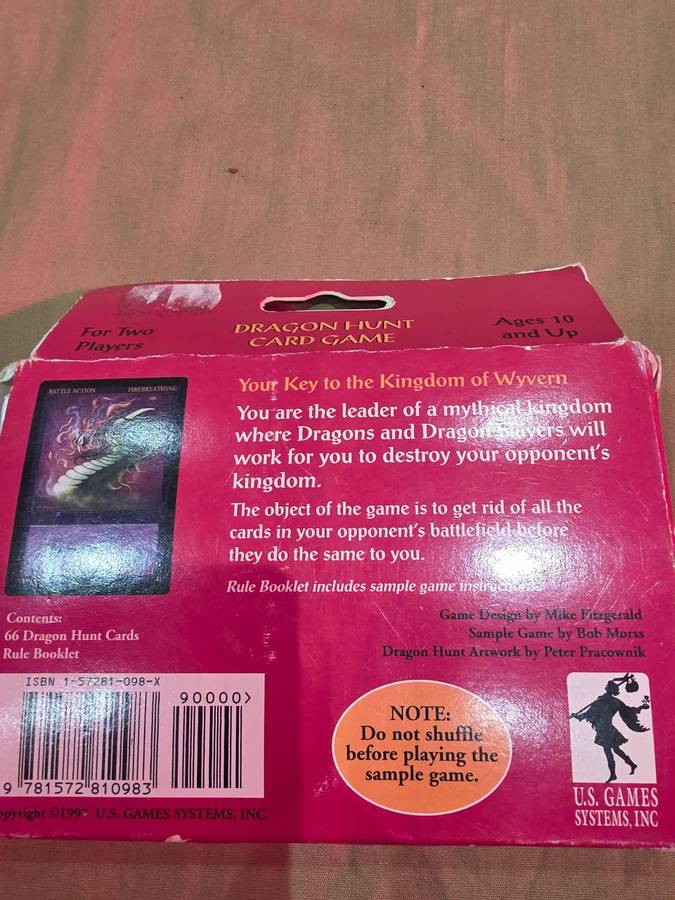 For Two
Players
DRAGON HUNT
CARD GAME
Ages 10
and Up
BATTLE ACTION
FIREBREATHING
Your Key to the Kingdom of Wyvern
You are the leader of a mythical kingdom
where Dragons and Dragon Slayers will
work for you to destroy your opponent's
kingdom.
The object of the game is to get rid of all the
cards in your opponent's battlefield before
they do the same to you.
Rule Booklet includes sample game
Contents:
66 Dragon Hunt Cards
Rule Booklet
Game Design by Mike Fitzgerald
Sample Game by Bob Morss
Dragon Hunt Artwork by Peter Pracownik
ISBN 1-57281-098-X
90000>
9 781572 810983
NOTE:
Do not shuffle
before playing the
sample game.
U.S. GAMES
SYSTEMS, INC
U.S. GAMES SYSTEMS, INC.